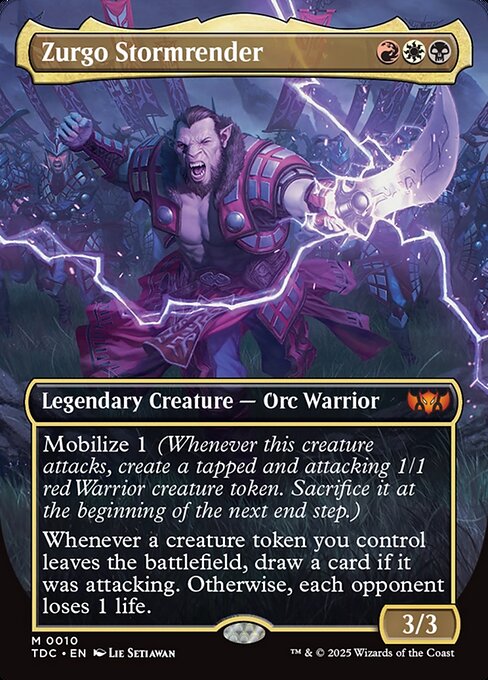 Zurgo Stormrender
Legendary Creature — Orc Warrior
Mobilize 1 (Whenever this creature
attacks, create a tapped and attacking 1/1
red Warrior creature token. Sacrifice it at
the beginning of the next end step.)
Whenever a creature token you control
leaves the battlefield, draw a card if it
was attacking. Otherwise, each opponent
loses 1 life.
3/3
M 0010
TDC • EN Lie Setiawan
™ & © 2025 Wizards of the Coast